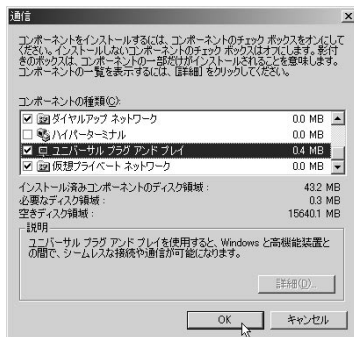 通信
コンポーネントをインストールするには、コンポーネントのチェック ボックスをオンにして
ください。インストールしないコンポーネントのチェック ボックスはオフにします。影付
きのボックスは、コンポーネントの一部だけがインストールされることを意味します。
コンポーネントの一覧を表示するには、[詳細] をクリックしてください。
コンポーネントの種類(C):
ダイヤルアップ ネットワーク 0.0 MB
ハイパーターミナル 0.0 MB
ユニバーサル プラグ アンド プレイ 0.4 MB
仮想プライベート ネットワーク 0.0 MB
インストール済みコンポーネントのディスク領域: 43.2 MB
必要なディスク領域: 0.3 MB
空きディスク領域: 15640.1 MB
説明
ユニバーサル プラグ アンド プレイを使用すると、Windows と高機能装置と
の間で、シームレスな接続や通信が可能になります。
詳細(D)...
OK キャンセル